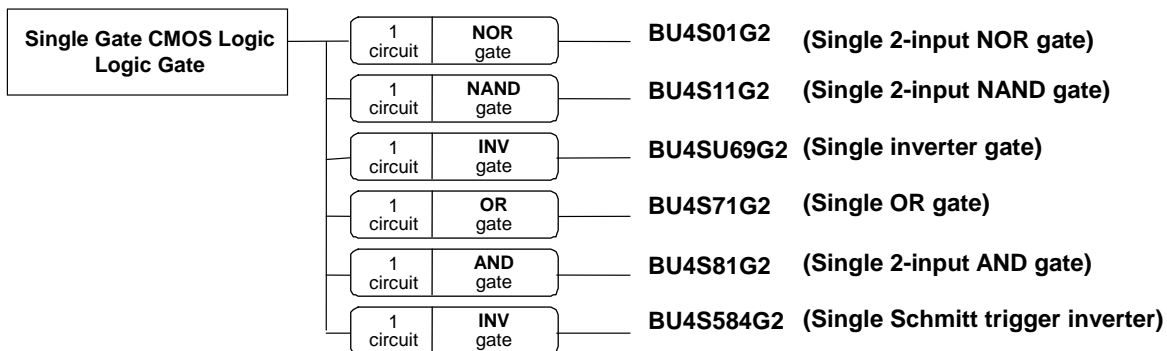 Single Gate CMOS Logic
Logic Gate
1
circuit
NOR
gate
BU4S01G2
(Single 2-input NOR gate)
1
circuit
NAND
gate
BU4S11G2
(Single 2-input NAND gate)
1
circuit
INV
gate
BU4SU69G2
(Single inverter gate)
1
circuit
OR
gate
BU4S71G2
(Single OR gate)
1
circuit
AND
gate
BU4S81G2
(Single 2-input AND gate)
1
circuit
INV
gate
BU4S584G2
(Single Schmitt trigger inverter)